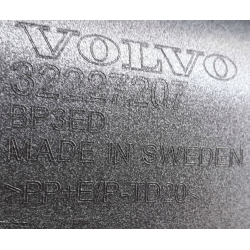 VOLVO
32227207
BP3ED
MADE IN SWEDEN
>PP+E/P-TD20<